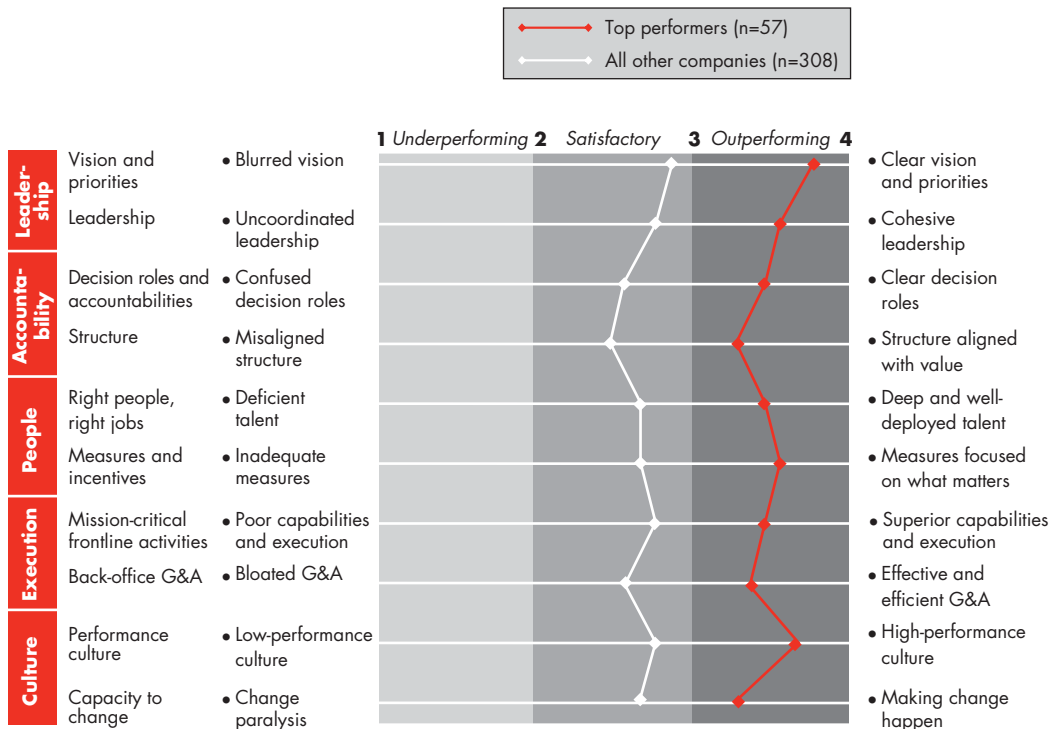 Top performers (n=57)
All other companies (n=308)
1 Underperforming 2 Satisfactory 3 Outperforming 4
Leader-
ship
Vision and
priorities
• Blurred vision
• Clear vision
and priorities
Leadership
• Uncoordinated
leadership
• Cohesive
leadership
Accounta-
bility
Decision roles and
accountabilities
• Confused
decision roles
• Clear decision
roles
Structure
• Misaligned
structure
• Structure aligned
with value
People
Right people,
right jobs
• Deficient
talent
• Deep and well-
deployed talent
Measures and
incentives
• Inadequate
measures
• Measures focused
on what matters
Execution
Mission-critical
frontline activities
• Poor capabilities
and execution
• Superior capabilities
and execution
Back-office G&A
• Bloated G&A
• Effective and
efficient G&A
Culture
Performance
culture
• Low-performance
culture
• High-performance
culture
Capacity to
change
• Change
paralysis
• Making change
happen